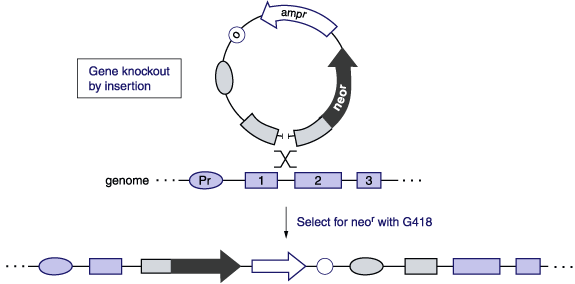 ampr
O
neor
Gene knockout
by insertion
genome
Pr
1
2
3
Select for neoʳ with G418